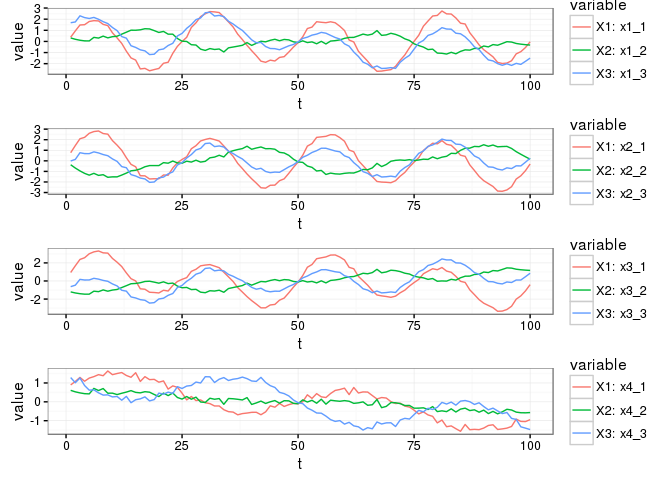 variable
3
2
1
0
-1
-2
value
X1: x1_1
X2: x1_2
X3: x1_3
0 25 50 75 100
t
variable
3
2
1
0
-1
-2
-3
value
X1: x2_1
X2: x2_2
X3: x2_3
0 25 50 75 100
t
variable
2
0
-2
value
X1: x3_1
X2: x3_2
X3: x3_3
0 25 50 75 100
t
variable
1
0
-1
value
X1: x4_1
X2: x4_2
X3: x4_3
0 25 50 75 100
t